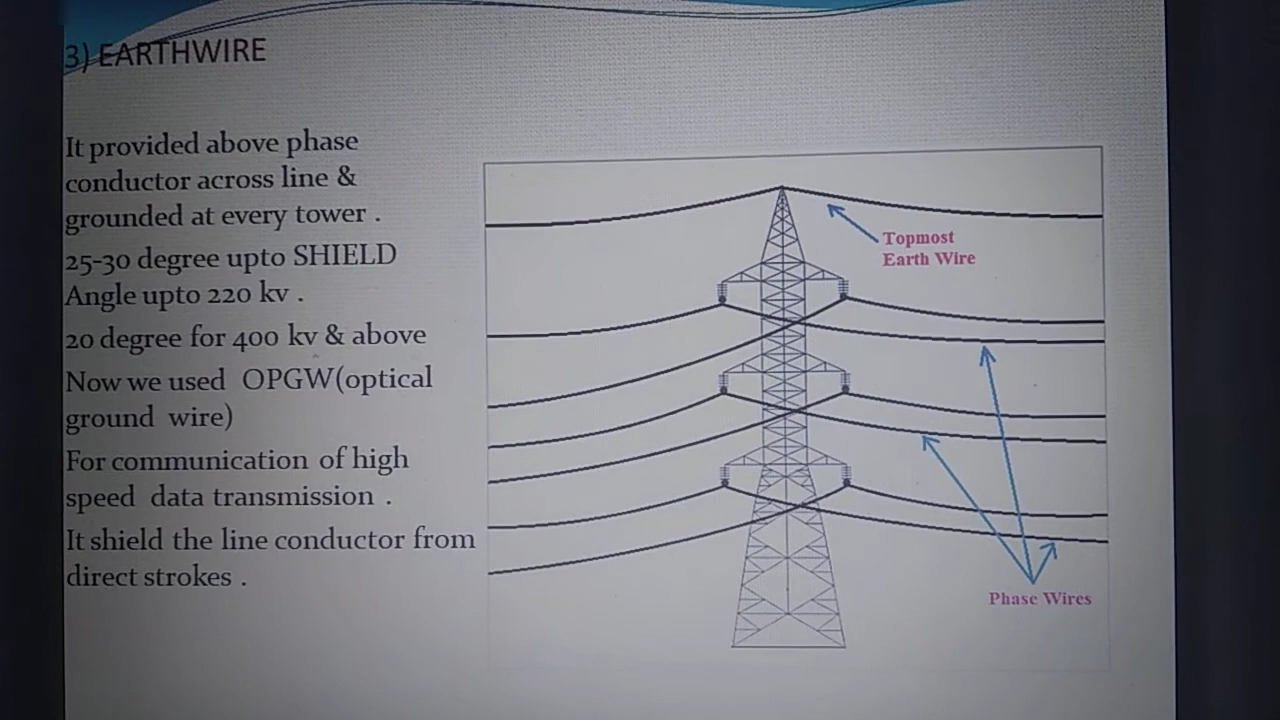 3) EARTHWIRE
It provided above phase
conductor across line &
grounded at every tower .
25-30 degree upto SHIELD
Angle upto 220 kv .
20 degree for 400 kv & above
Now we used OPGW(optical
ground wire)
For communication of high
speed data transmission .
It shield the line conductor from
direct strokes .
Topmost
Earth Wire
Phase Wires